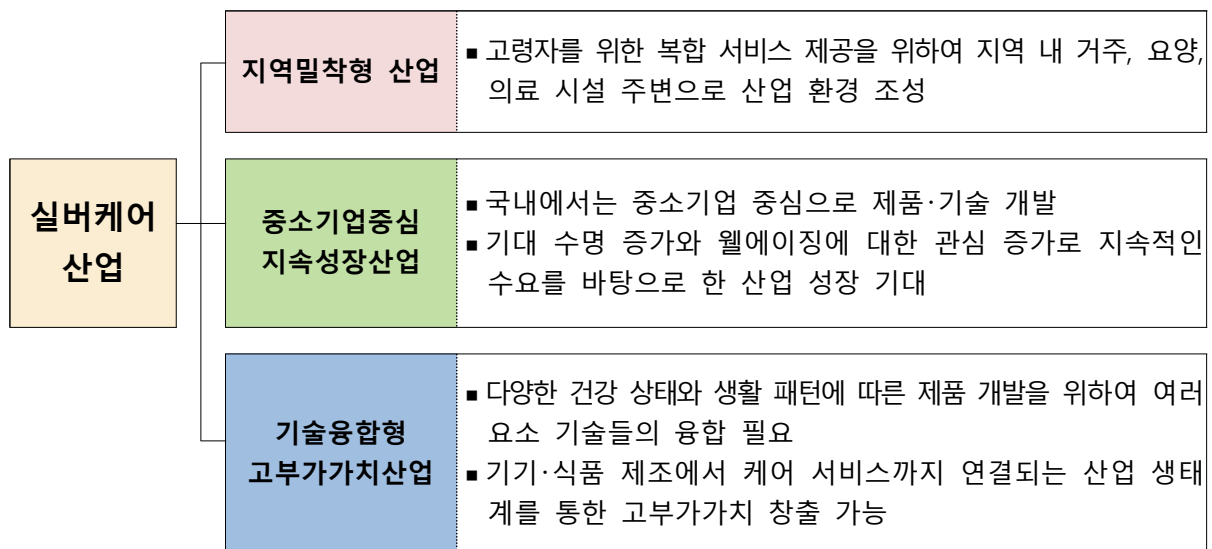 실버케어
산업
지역밀착형 산업
▪ 고령자를 위한 복합 서비스 제공을 위하여 지역 내 거주, 요양,
의료 시설 주변으로 산업 환경 조성
중소기업중심
지속성장산업
▪ 국내에서는 중소기업 중심으로 제품·기술 개발
▪ 기대 수명 증가와 웰에이징에 대한 관심 증가로 지속적인
수요를 바탕으로 한 산업 성장 기대
기술융합형
고부가가치산업
▪ 다양한 건강 상태와 생활 패턴에 따른 제품 개발을 위하여 여러
요소 기술들의 융합 필요
▪ 기기·식품 제조에서 케어 서비스까지 연결되는 산업 생태
계를 통한 고부가가치 창출 가능